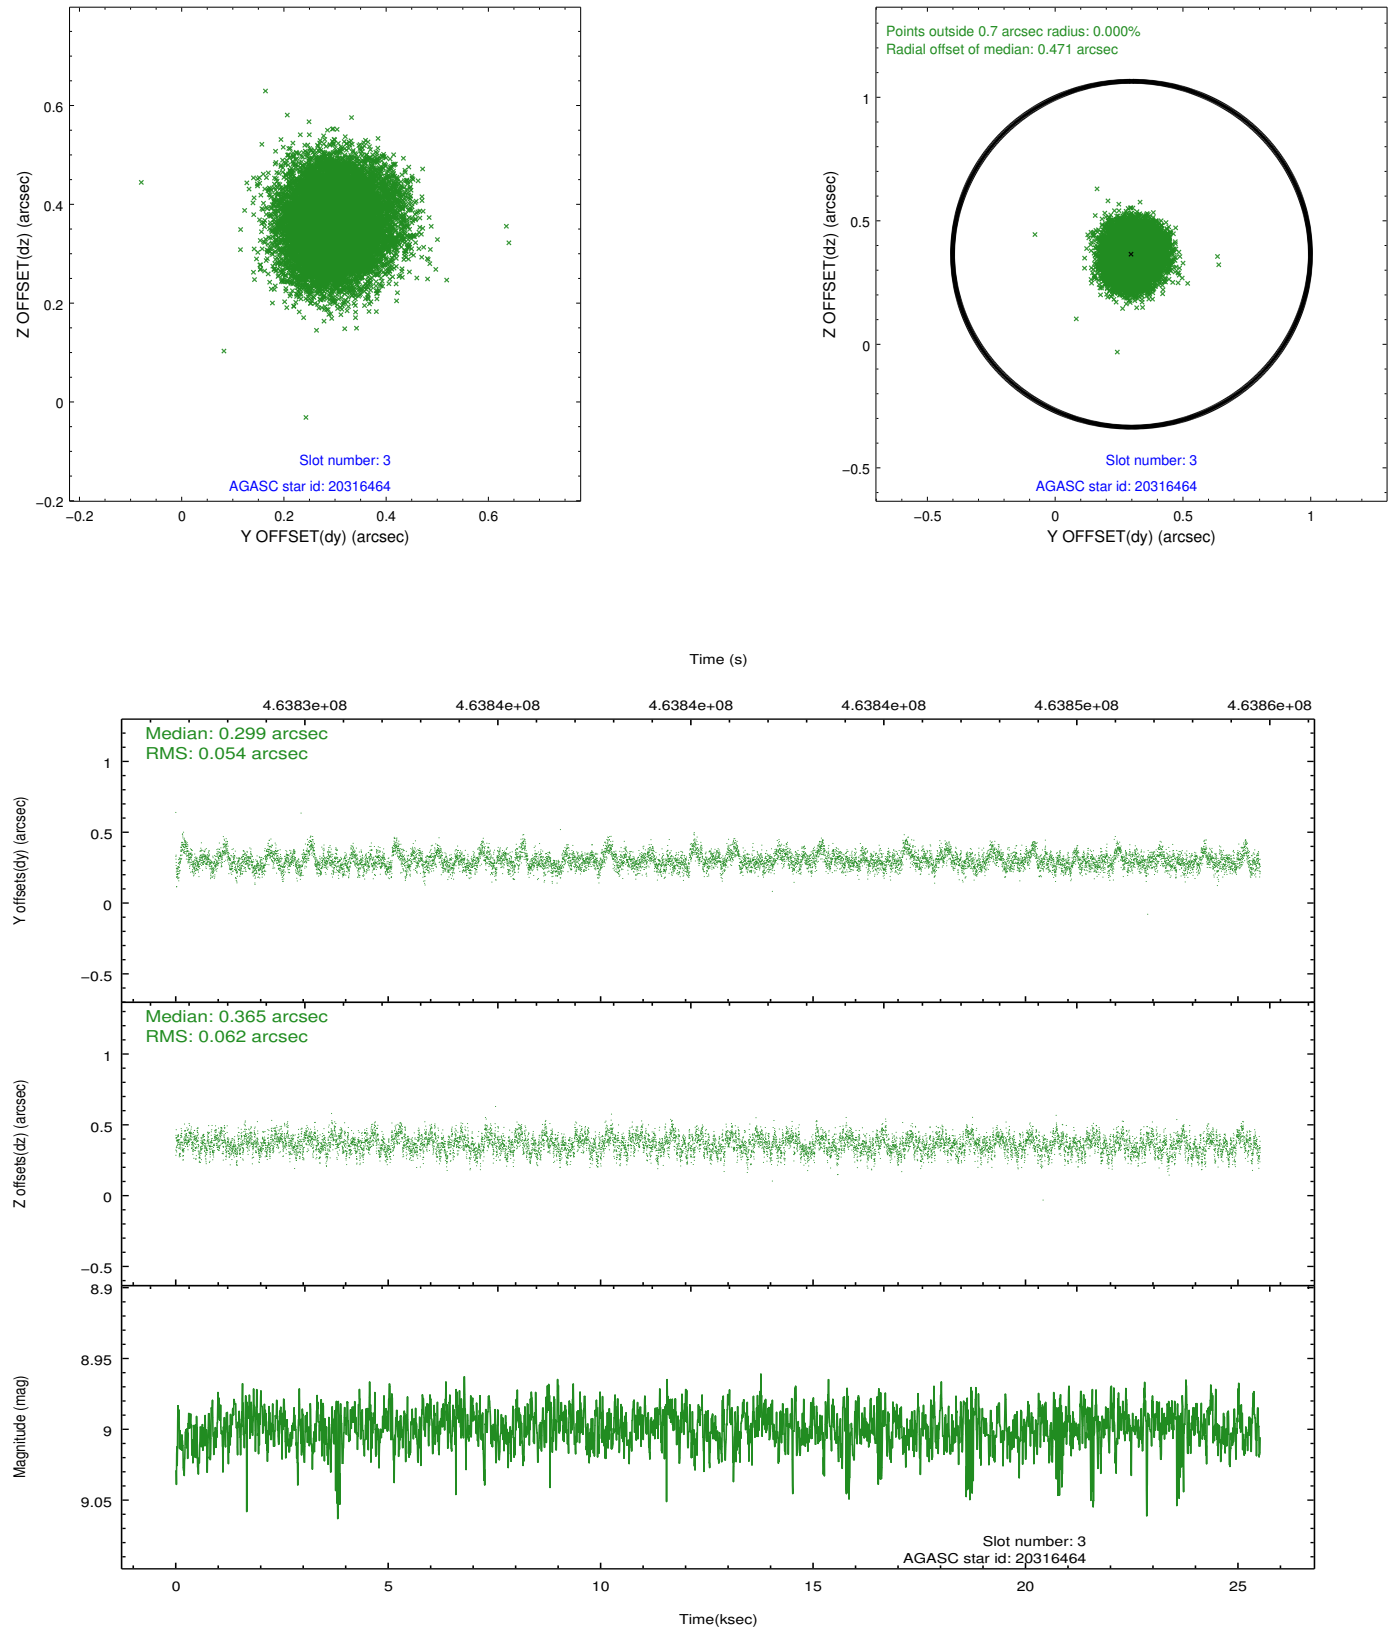 0.6
0.4
0.2
0
−0.2
Z OFFSET(dz) (arcsec)
Slot number: 3
AGASC star id: 20316464
−0.2 0 0.2 0.4 0.6
Y OFFSET(dy) (arcsec)
Points outside 0.7 arcsec radius: 0.000%
Radial offset of median: 0.471 arcsec
1
0.5
0
−0.5
Z OFFSET(dz) (arcsec)
Slot number: 3
AGASC star id: 20316464
−0.5 0 0.5 1
Y OFFSET(dy) (arcsec)
Time (s)
4.6383e+08 4.6384e+08 4.6384e+08 4.6384e+08 4.6385e+08 4.6386e+08
Median: 0.299 arcsec
RMS: 0.054 arcsec
1
0.5
0
−0.5
Y offsets(dy) (arcsec)
Median: 0.365 arcsec
RMS: 0.062 arcsec
1
0.5
0
−0.5
Z offsets(dz) (arcsec)
8.9
8.95
9
9.05
Magnitude (mag)
Slot number: 3
AGASC star id: 20316464
0 5 10 15 20 25
Time(ksec)